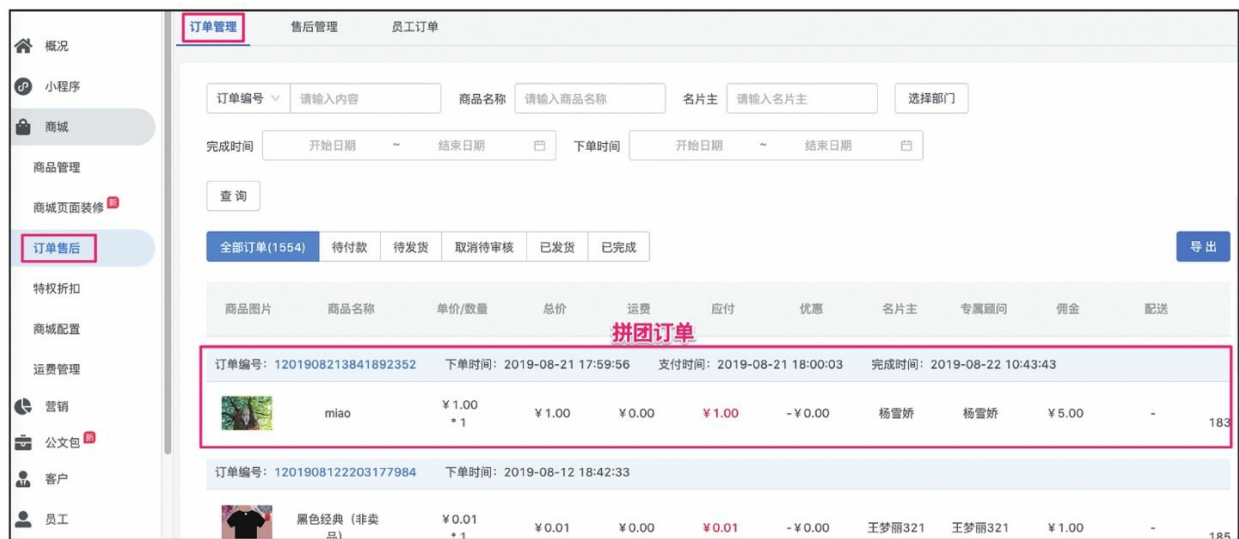 订单管理 售后管理 员工订单
概况
小程序
商城
商品管理
商城页面装修 新
订单售后
特权折扣
商城配置
运费管理
营销
公文包 新
客户
员工
订单编号 请输入内容 商品名称 请输入商品名称 名片主 请输入名片主 选择部门
完成时间 开始日期 ~ 结束日期 下单时间 开始日期 ~ 结束日期
查 询
全部订单(1554) 待付款 待发货 取消待审核 已发货 已完成 导 出
商品图片 商品名称 单价/数量 总价 运费 应付 优惠 名片主 专属顾问 佣金 配送
拼团订单
订单编号: 1201908213841892352 下单时间: 2019-08-21 17:59:56 支付时间: 2019-08-21 18:00:03 完成时间: 2019-08-22 10:43:43
miao ¥1.00 * 1 ¥1.00 ¥0.00 ¥1.00 -¥0.00 杨雪娇 杨雪娇 ¥5.00 - 183
订单编号: 1201908122203177984 下单时间: 2019-08-12 18:42:33
黑色经典（非卖品） ¥0.01 * 1 ¥0.01 ¥0.00 ¥0.01 -¥0.00 王梦丽321 王梦丽321 ¥1.00 - 185